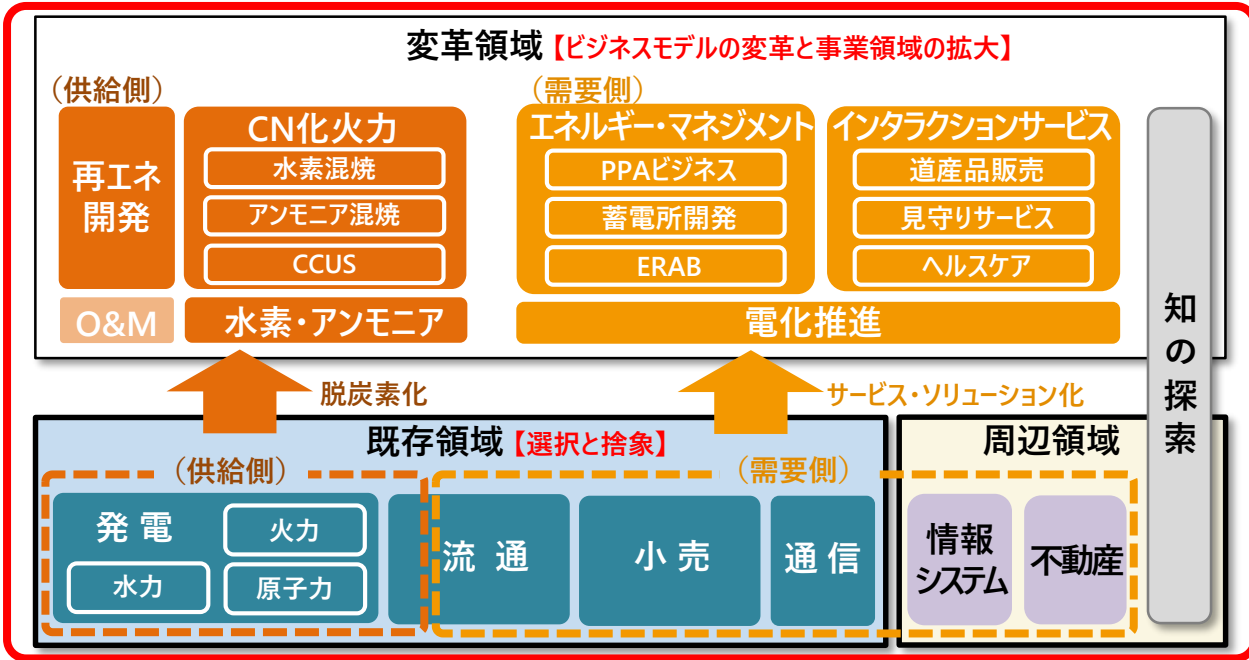 変革領域【ビジネスモデルの変革と事業領域の拡大】
（供給側）
再エネ
開発
O&M
CN化火力
水素混焼
アンモニア混焼
CCUS
水素・アンモニア
（需要側）
エネルギー・マネジメント
PPAビジネス
蓄電所開発
ERAB
インタラクションサービス
道産品販売
見守りサービス
ヘルスケア
電化推進
知の探索
脱炭素化
サービス・ソリューション化
既存領域【選択と捨象】
（供給側）
発電
火力
水力
原子力
（需要側）
流通
小売
通信
周辺領域
情報
システム
不動産